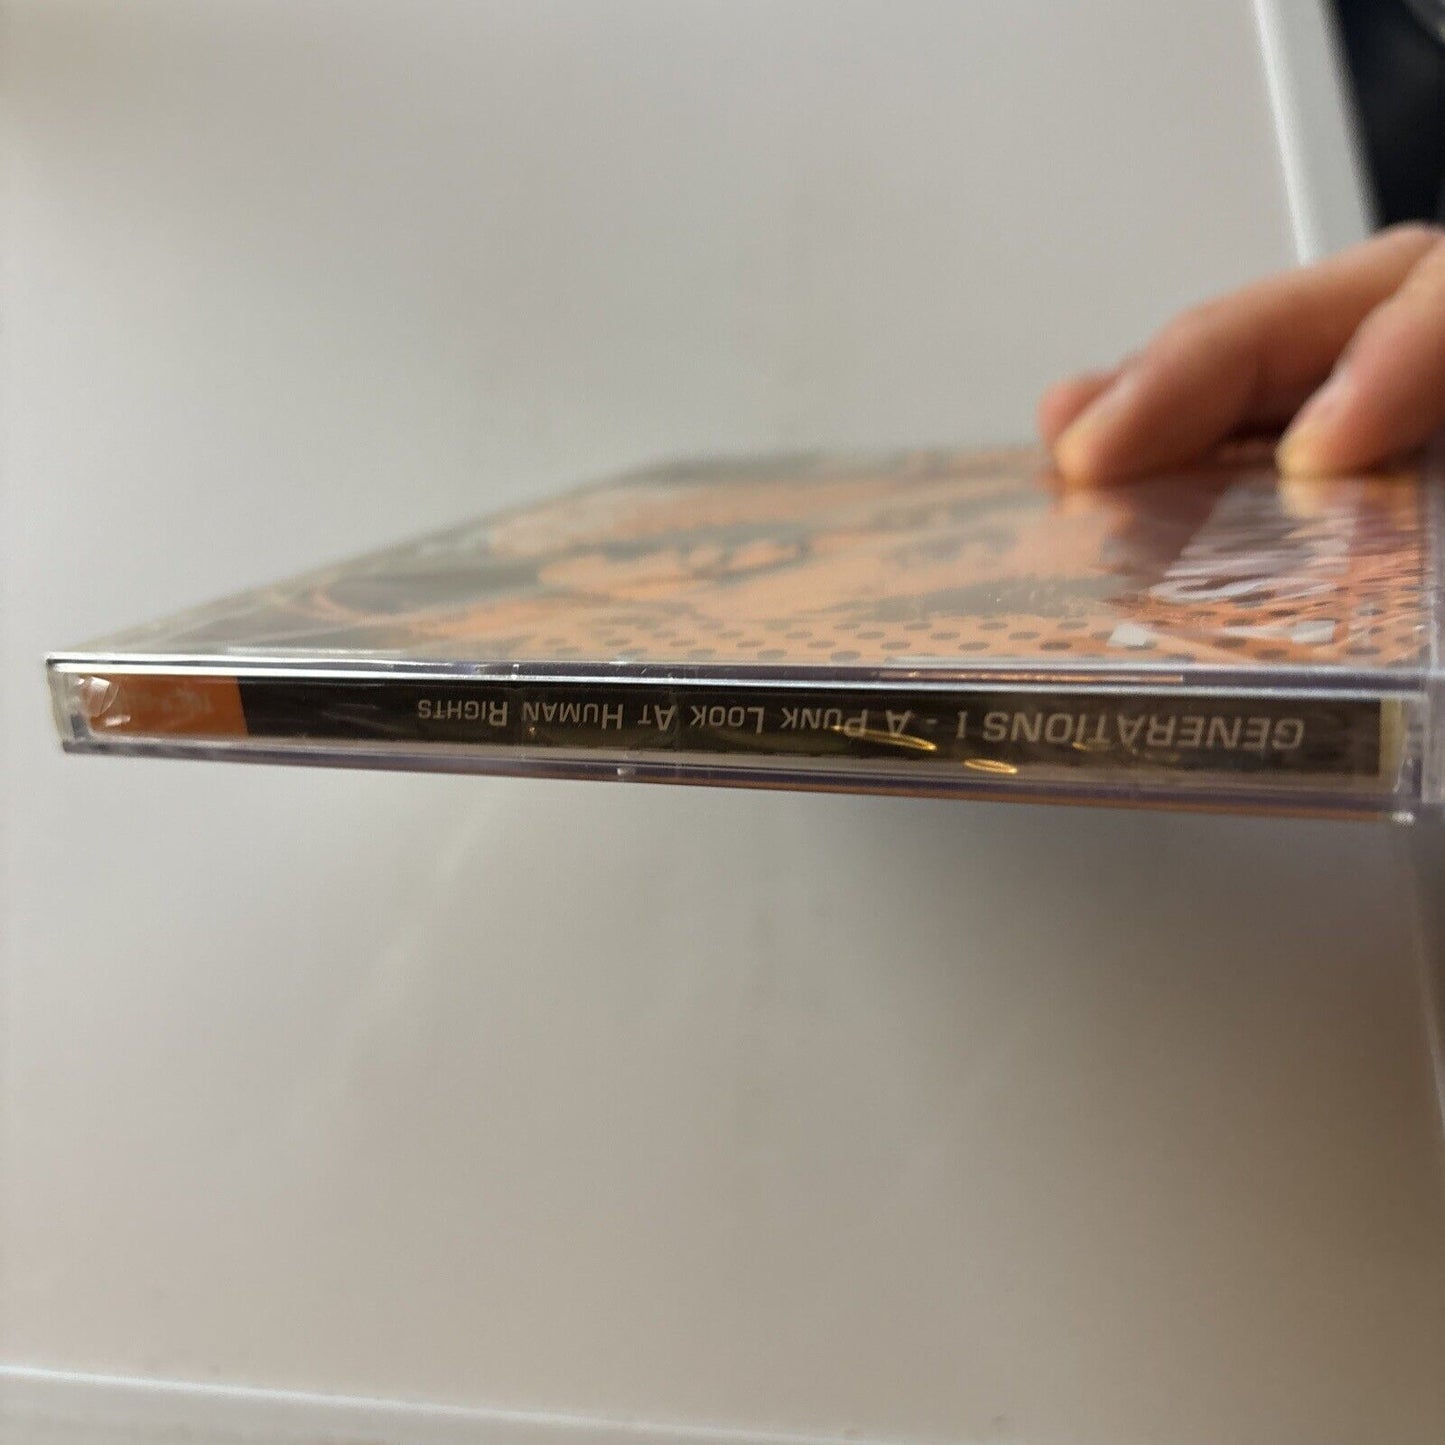 GENERATIONS I - A PUNK LOOK AT HUMAN RIGHTS